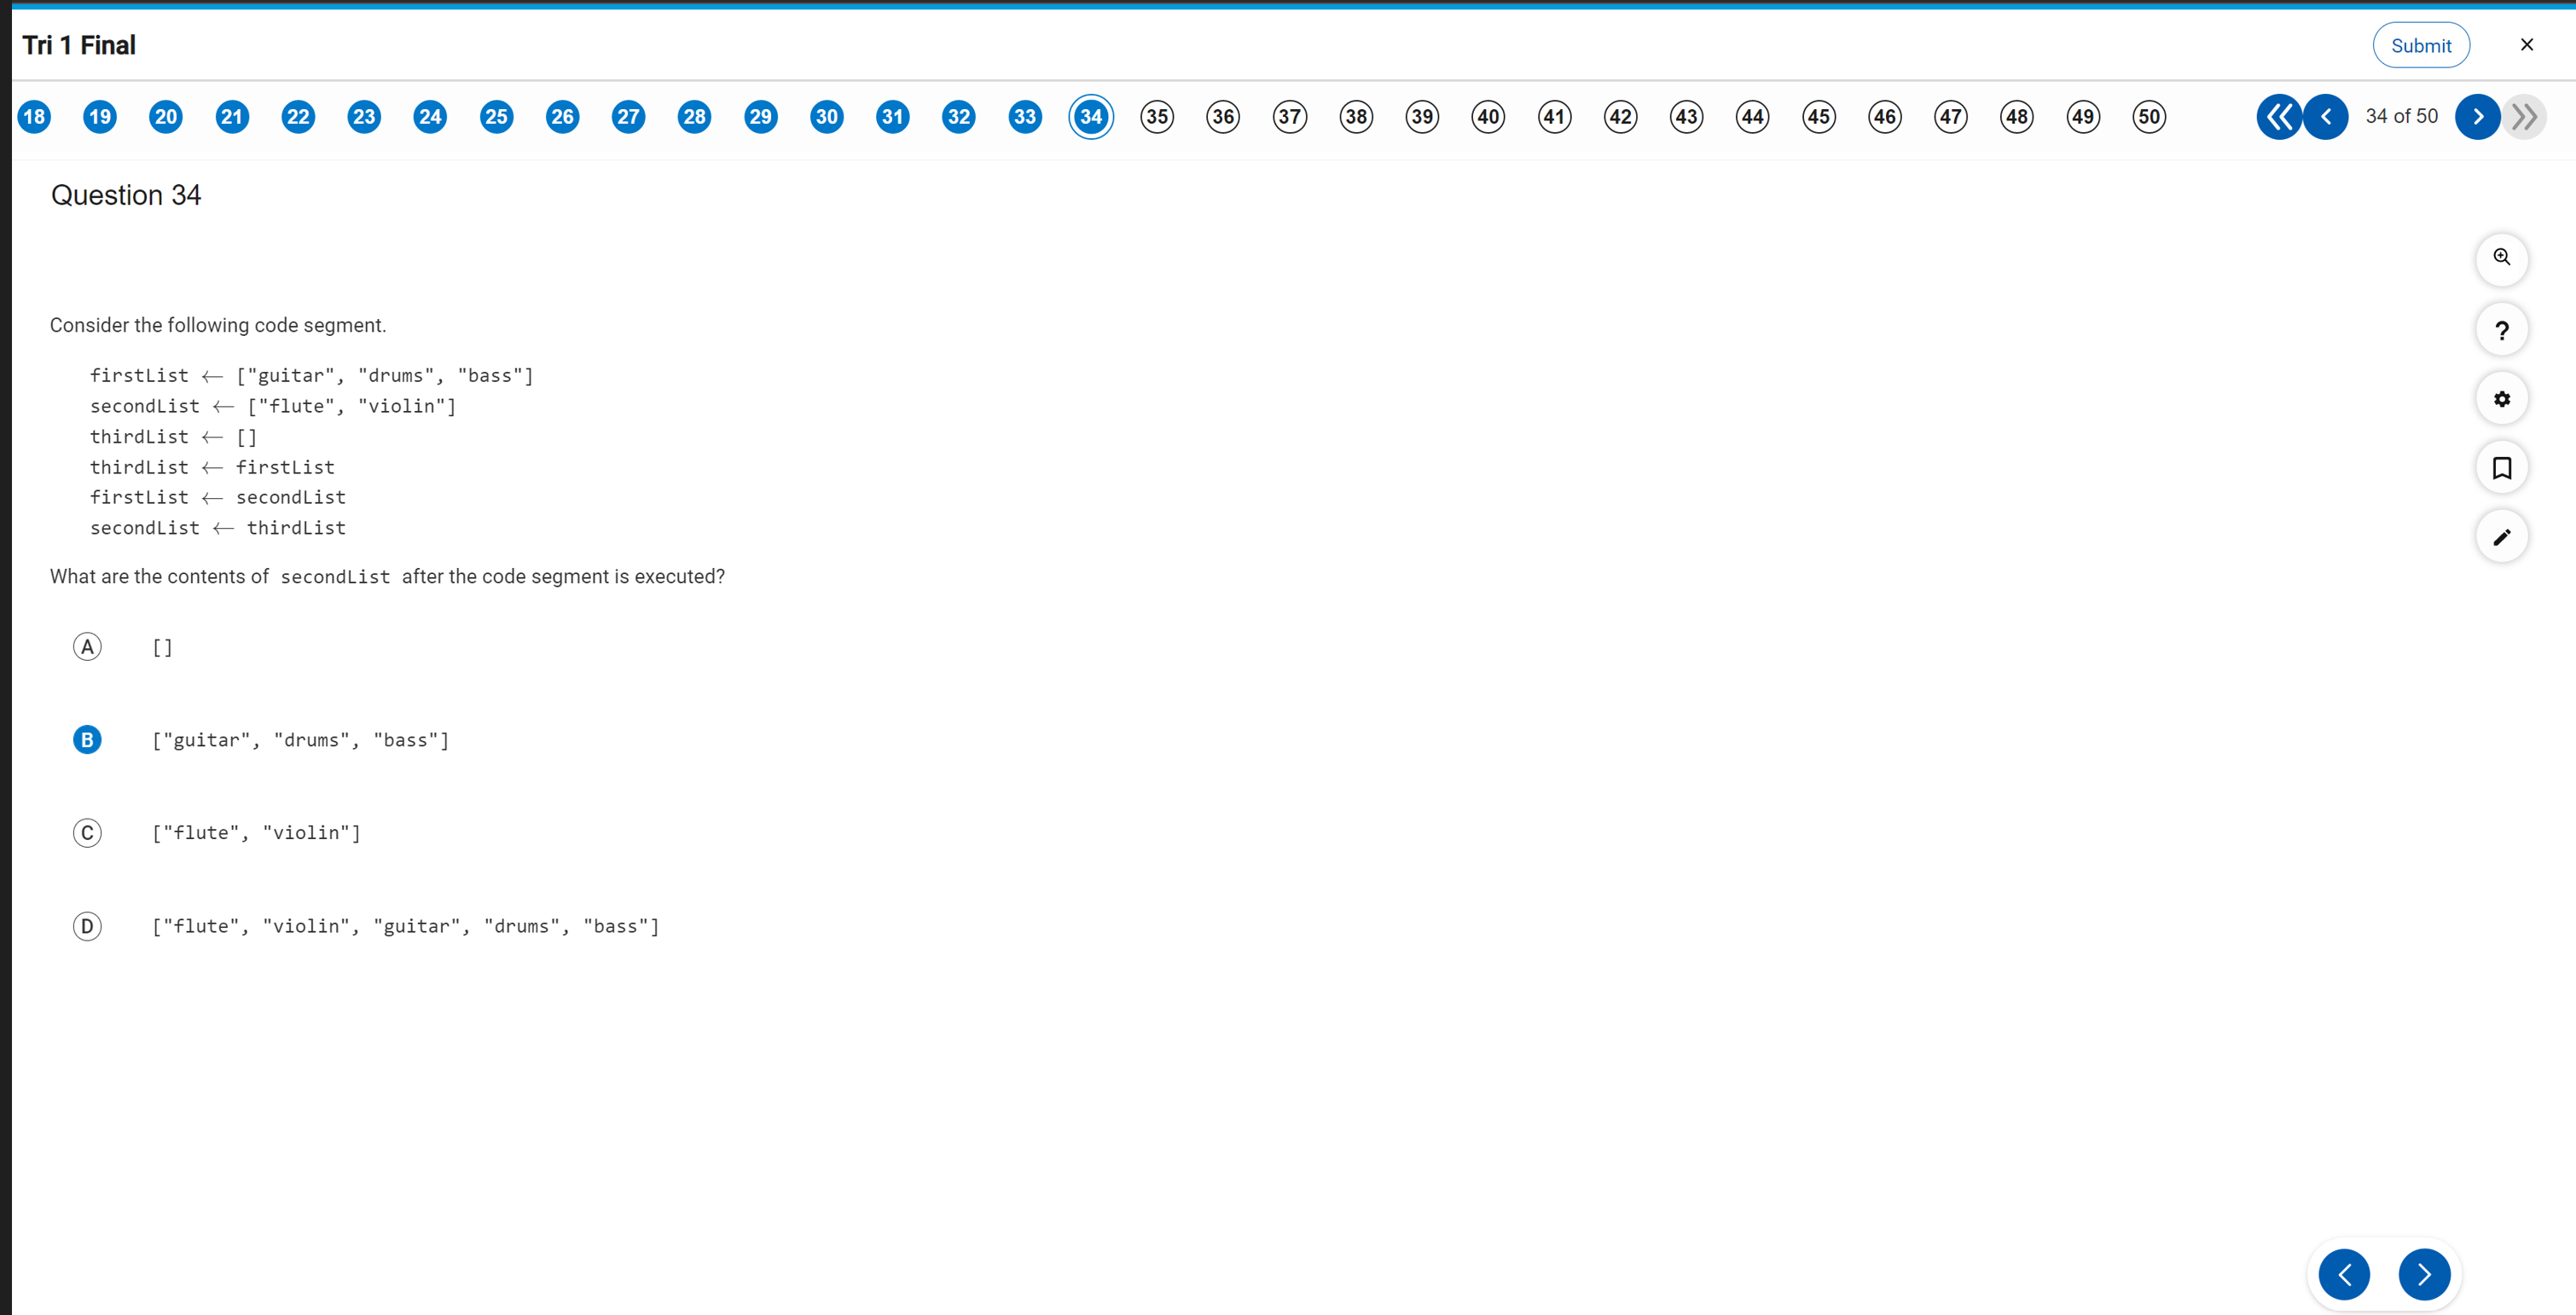 Tri 1 Final
Submit
18 19 20 21 22 23 24 25 26 27 28 29 30 31 32 33 34 35 36 37 38 39 40 41 42 43 44 45 46 47 48 49 50
34 of 50
Question 34
Consider the following code segment.
firstList ← ["guitar", "drums", "bass"]
secondList ← ["flute", "violin"]
thirdList ← []
thirdList ← firstList
firstList ← secondList
secondList ← thirdList
What are the contents of secondList after the code segment is executed?
A []
B ["guitar", "drums", "bass"]
C ["flute", "violin"]
D ["flute", "violin", "guitar", "drums", "bass"]